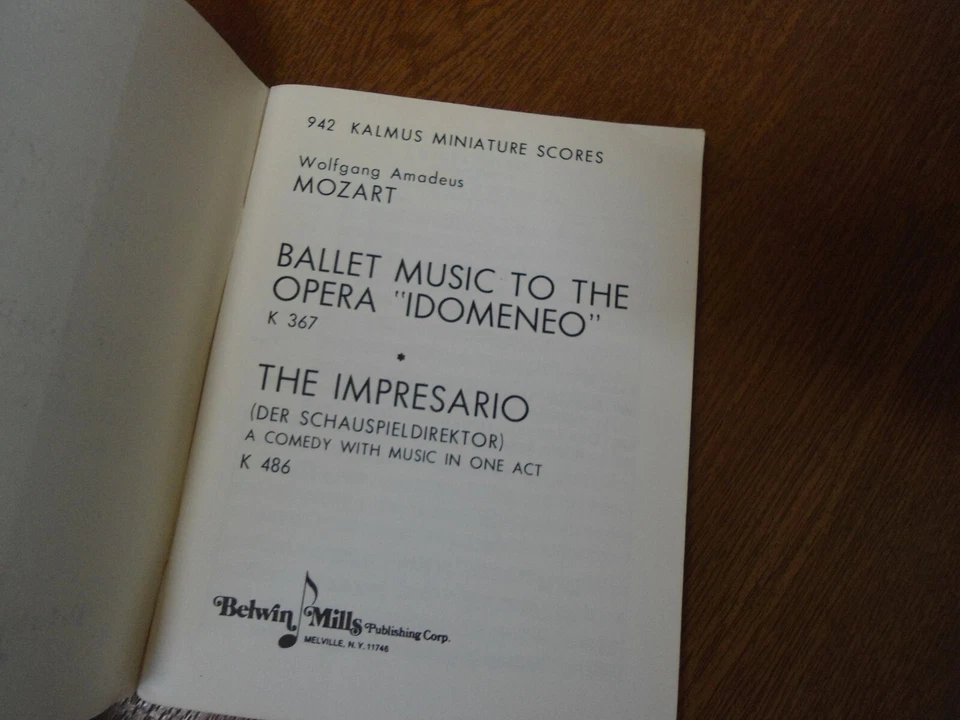 942 KALMUS MINIATURE SCORES
Wolfgang Amadeus
MOZART
BALLET MUSIC TO THE
OPERA "IDOMENEO"
K 367
*
THE IMPRESARIO
(DER SCHAUSPIELDIREKTOR)
A COMEDY WITH MUSIC IN ONE ACT
K 486
Belwin Mills Publishing Corp.
MELVILLE, N.Y. 11746